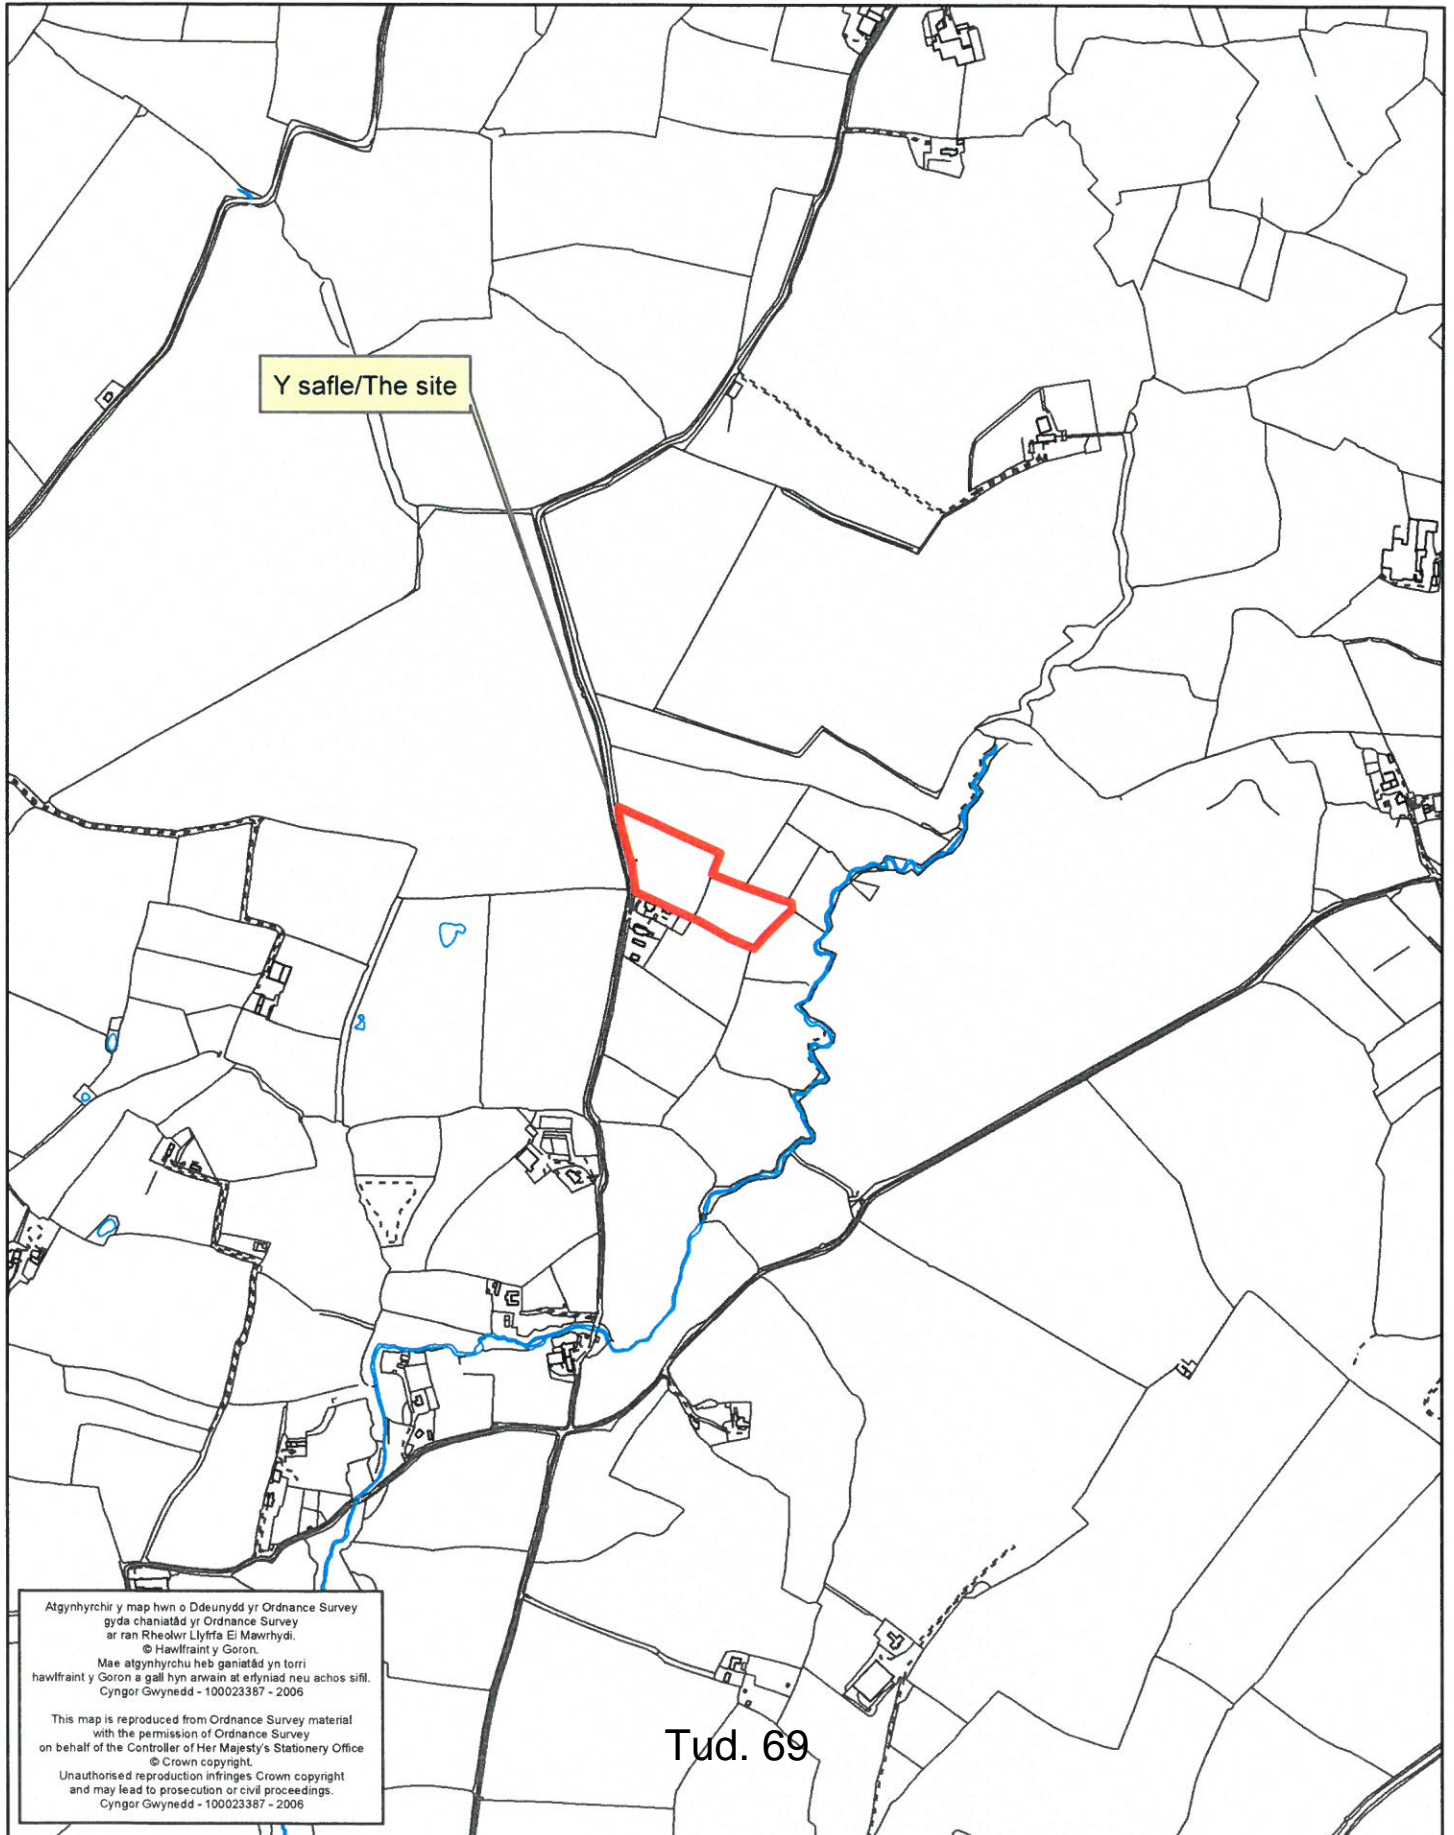 Y safle/The site
Atgynhyrchir y map hwn o Ddeunydd yr Ordnance Survey
gyda chaniatâd yr Ordnance Survey
ar ran Rheolwr Llyfrfa Ei Mawrhydi.
© Hawlfraint y Goron.
Mae atgynhyrchu heb ganiatâd yn torri
hawlfraint y Goron a gall hyn arwain at erlyniad neu achos sifil.
Cyngor Gwynedd - 100023387 - 2006
This map is reproduced from Ordnance Survey material
with the permission of Ordnance Survey
on behalf of the Controller of Her Majesty's Stationery Office
© Crown copyright.
Unauthorised reproduction infringes Crown copyright
and may lead to prosecution or civil proceedings.
Cyngor Gwynedd - 100023387 - 2006
Tud. 69